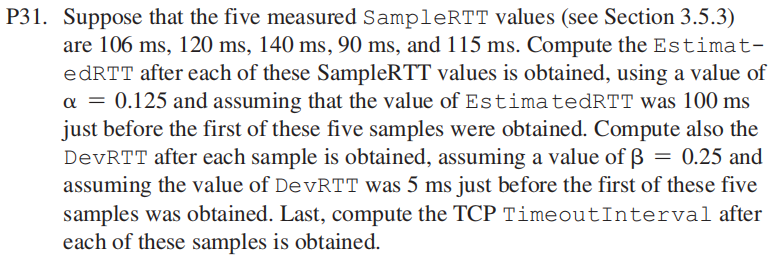 P31. Suppose that the five measured SampleRTT values (see Section 3.5.3)
are 106 ms, 120 ms, 140 ms, 90 ms, and 115 ms. Compute the Estimat-
edRTT after each of these SampleRTT values is obtained, using a value of
α = 0.125 and assuming that the value of EstimatedRTT was 100 ms
just before the first of these five samples were obtained. Compute also the
DevRTT after each sample is obtained, assuming a value of β = 0.25 and
assuming the value of DevRTT was 5 ms just before the first of these five
samples was obtained. Last, compute the TCP TimeoutInterval after
each of these samples is obtained.